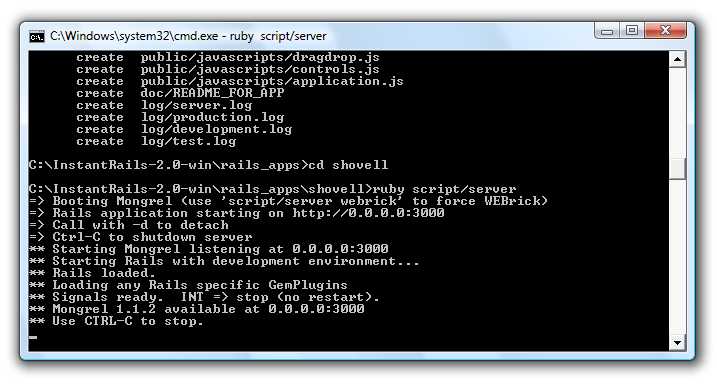 C:\Windows\system32\cmd.exe - ruby  script/server
C:\.
      create  public/javascripts/dragdrop.js
      create  public/javascripts/controls.js
      create  public/javascripts/application.js
      create  doc/README_FOR_APP
      create  log/server.log
      create  log/production.log
      create  log/development.log
      create  log/test.log
C:\InstantRails-2.0-win\rails_apps>cd shovell
C:\InstantRails-2.0-win\rails_apps\shovell>ruby script/server
=> Booting Mongrel (use 'script/server webrick' to force WEBrick)
=> Rails application starting on http://0.0.0.0:3000
=> Call with -d to detach
=> Ctrl-C to shutdown server
** Starting Mongrel listening at 0.0.0.0:3000
** Starting Rails with development environment...
** Rails loaded.
** Loading any Rails specific GemPlugins
** Signals ready.  INT => stop (no restart).
** Mongrel 1.1.2 available at 0.0.0.0:3000
** Use CTRL-C to stop.